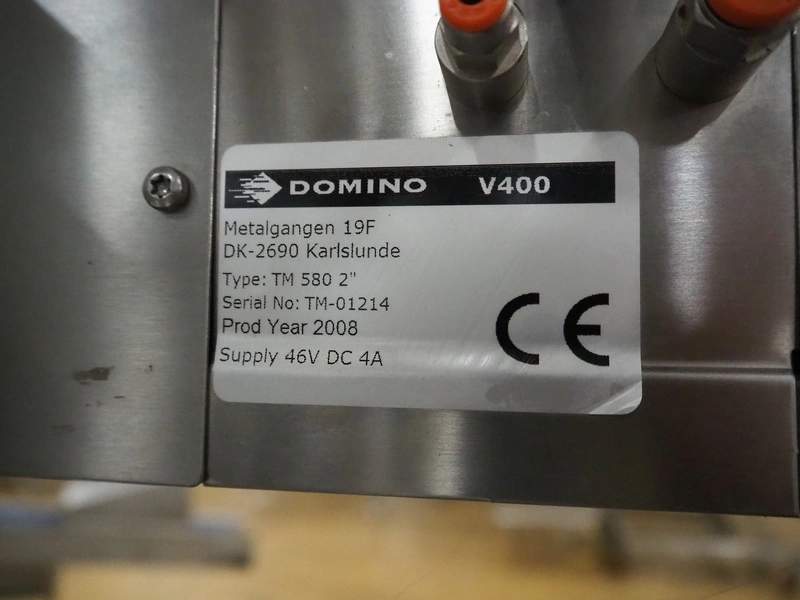 DOMINO V400
Metalgangen 19F
DK-2690 Karlslunde
Type: TM 580 2"
Serial No: TM-01214
Prod Year 2008
Supply 46V DC 4A
CE